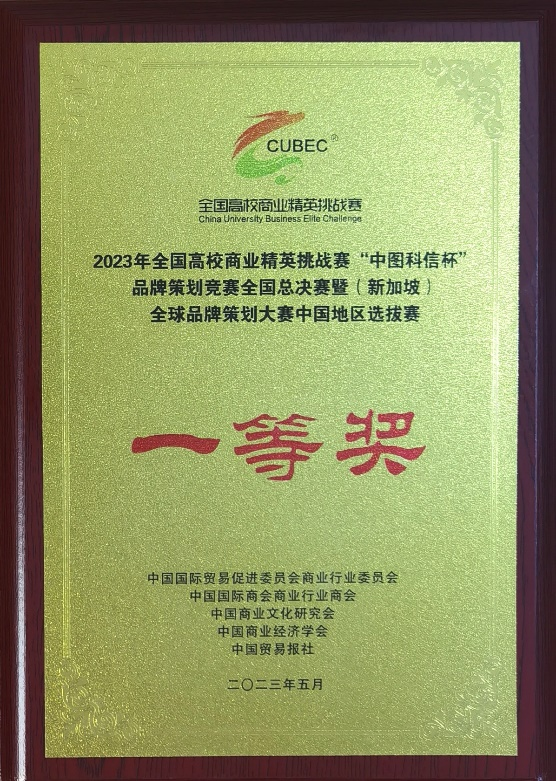 CUBEC®
全国高校商业精英挑战赛
China University Business Elite Challenge
2023年全国高校商业精英挑战赛“中图科信杯”
品牌策划竞赛全国总决赛暨（新加坡）
全球品牌策划大赛中国地区选拔赛
一等奖
中国国际贸易促进委员会商业行业委员会
中国国际商会商业行业商会
中国商业文化研究会
中国商业经济学会
中国贸易报社
二〇二三年五月